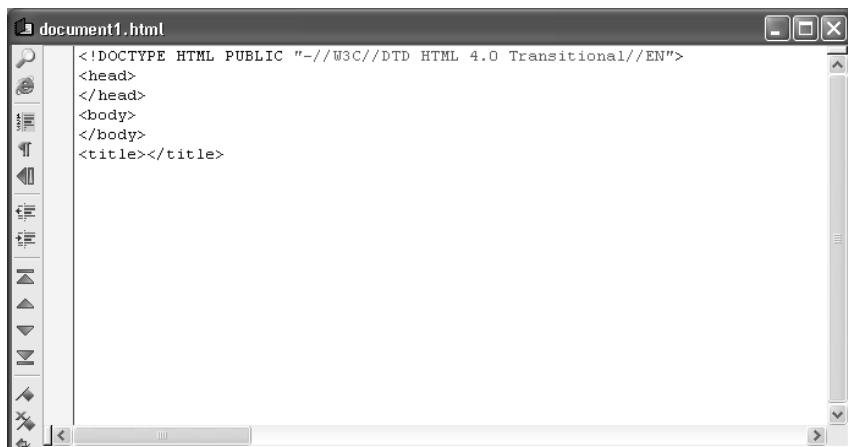 document1.html
<!DOCTYPE HTML PUBLIC "-//W3C//DTD HTML 4.0 Transitional//EN">
<head>
</head>
<body>
</body>
<title></title>